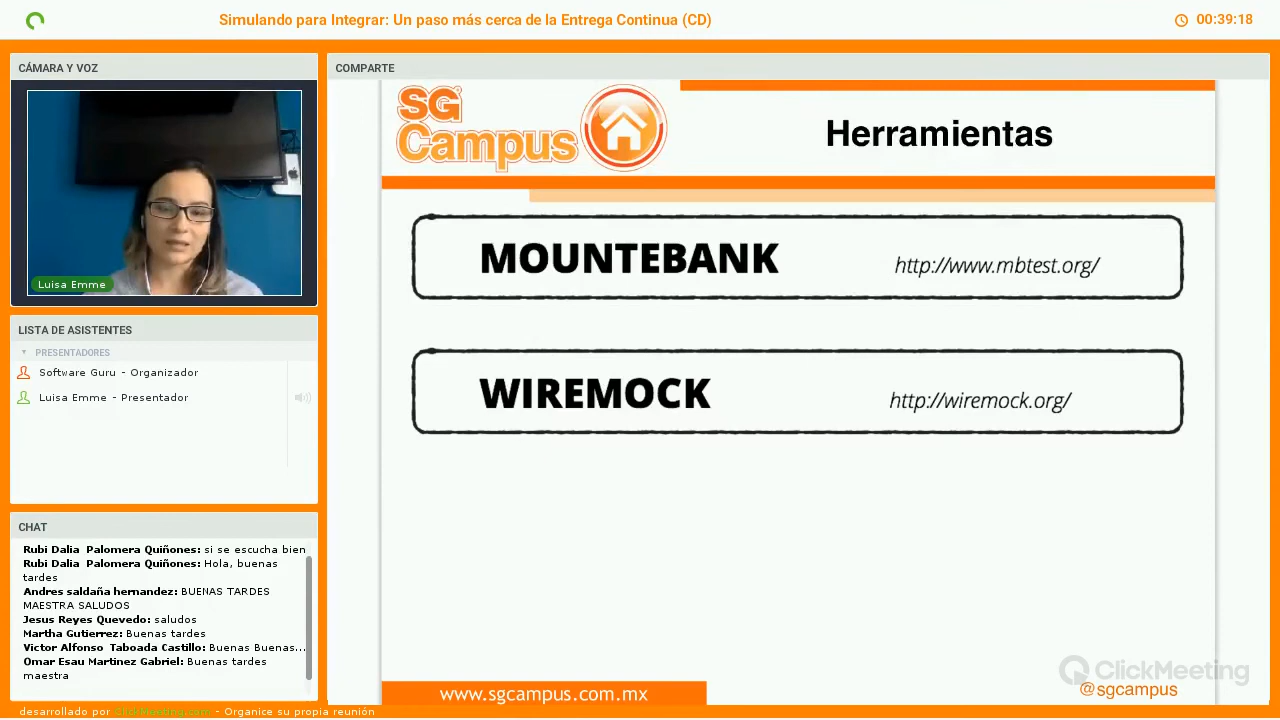 Simulando para Integrar: Un paso más cerca de la Entrega Continua (CD)
00:39:18
CÁMARA Y VOZ
Luisa Emme
LISTA DE ASISTENTES
PRESENTADORES
Software Guru - Organizador
Luisa Emme - Presentador
CHAT
Rubi Dalia Palomera Quiñones: si se escucha bien
Rubi Dalia Palomera Quiñones: Hola, buenas
tardes
Andres saldaña hernandez: BUENAS TARDES
MAESTRA SALUDOS
Jesus Reyes Quevedo: saludos
Martha Gutierrez: Buenas tardes
Victor Alfonso Taboada Castillo: Buenas Buenas...
Omar Esau Martinez Gabriel: Buenas tardes
maestra
desarrollado por ClickMeeting.com - Organice su propia reunión
COMPARTE
SG
Campus
Herramientas
MOUNTEBANK http://www.mbtest.org/
WIREMOCK http://wiremock.org/
ClickMeeting
@sgcampus
www.sgcampus.com.mx